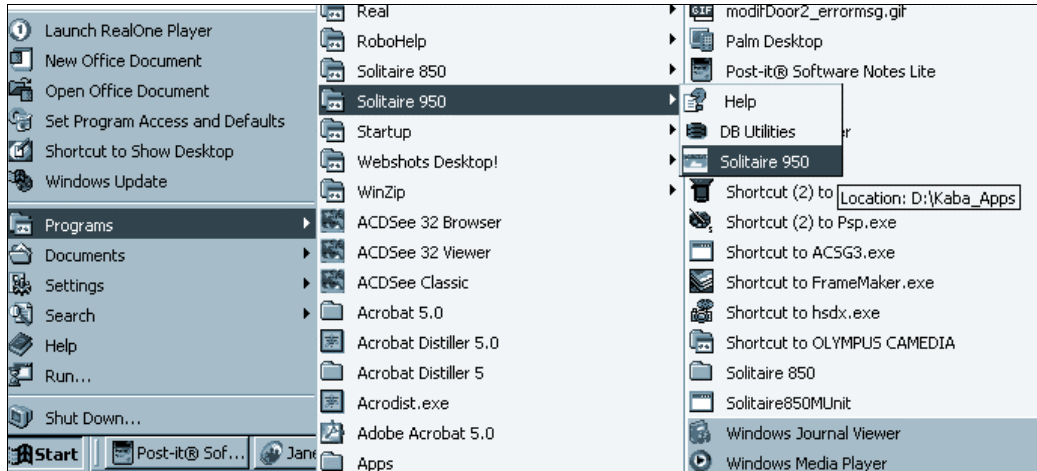 Launch RealOne Player
New Office Document
Open Office Document
Set Program Access and Defaults
Shortcut to Show Desktop
Windows Update
Programs
Documents
Settings
Search
Help
Run...
Shut Down...
Start
Post-it® Sof...
Jane
Real
RoboHelp
Solitaire 850
Solitaire 950
Startup
Webshots Desktop!
WinZip
ACDSee 32 Browser
ACDSee 32 Viewer
ACDSee Classic
Acrobat 5.0
Acrobat Distiller 5.0
Acrobat Distiller 5
Acrodist.exe
Adobe Acrobat 5.0
Apps
GIF
modifDoor2_errormsg.gif
Palm Desktop
Post-it® Software Notes Lite
Help
DB Utilities
Solitaire 950
Shortcut (2) to
Location: D:\Kaba_Apps
Shortcut (2) to Psp.exe
Shortcut to ACSG3.exe
Shortcut to FrameMaker.exe
Shortcut to hsdx.exe
Shortcut to OLYMPUS CAMEDIA
Solitaire 850
Solitaire850MUnit
Windows Journal Viewer
Windows Media Player